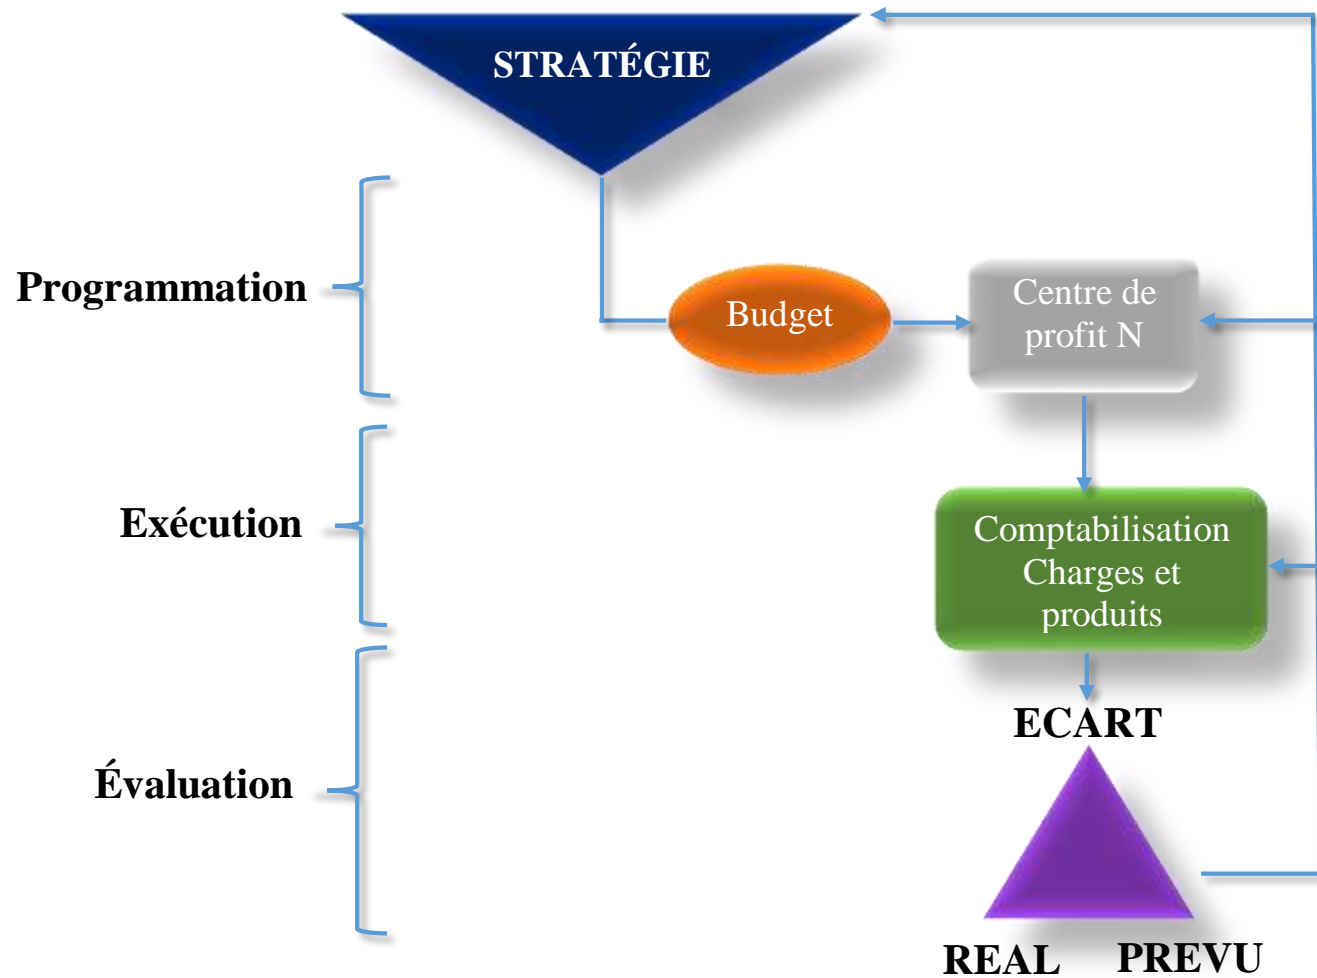 STRATÉGIE
Programmation
Budget
Centre de
profit N
Exécution
Comptabilisation
Charges et
produits
ECART
Évaluation
REAL PREVU